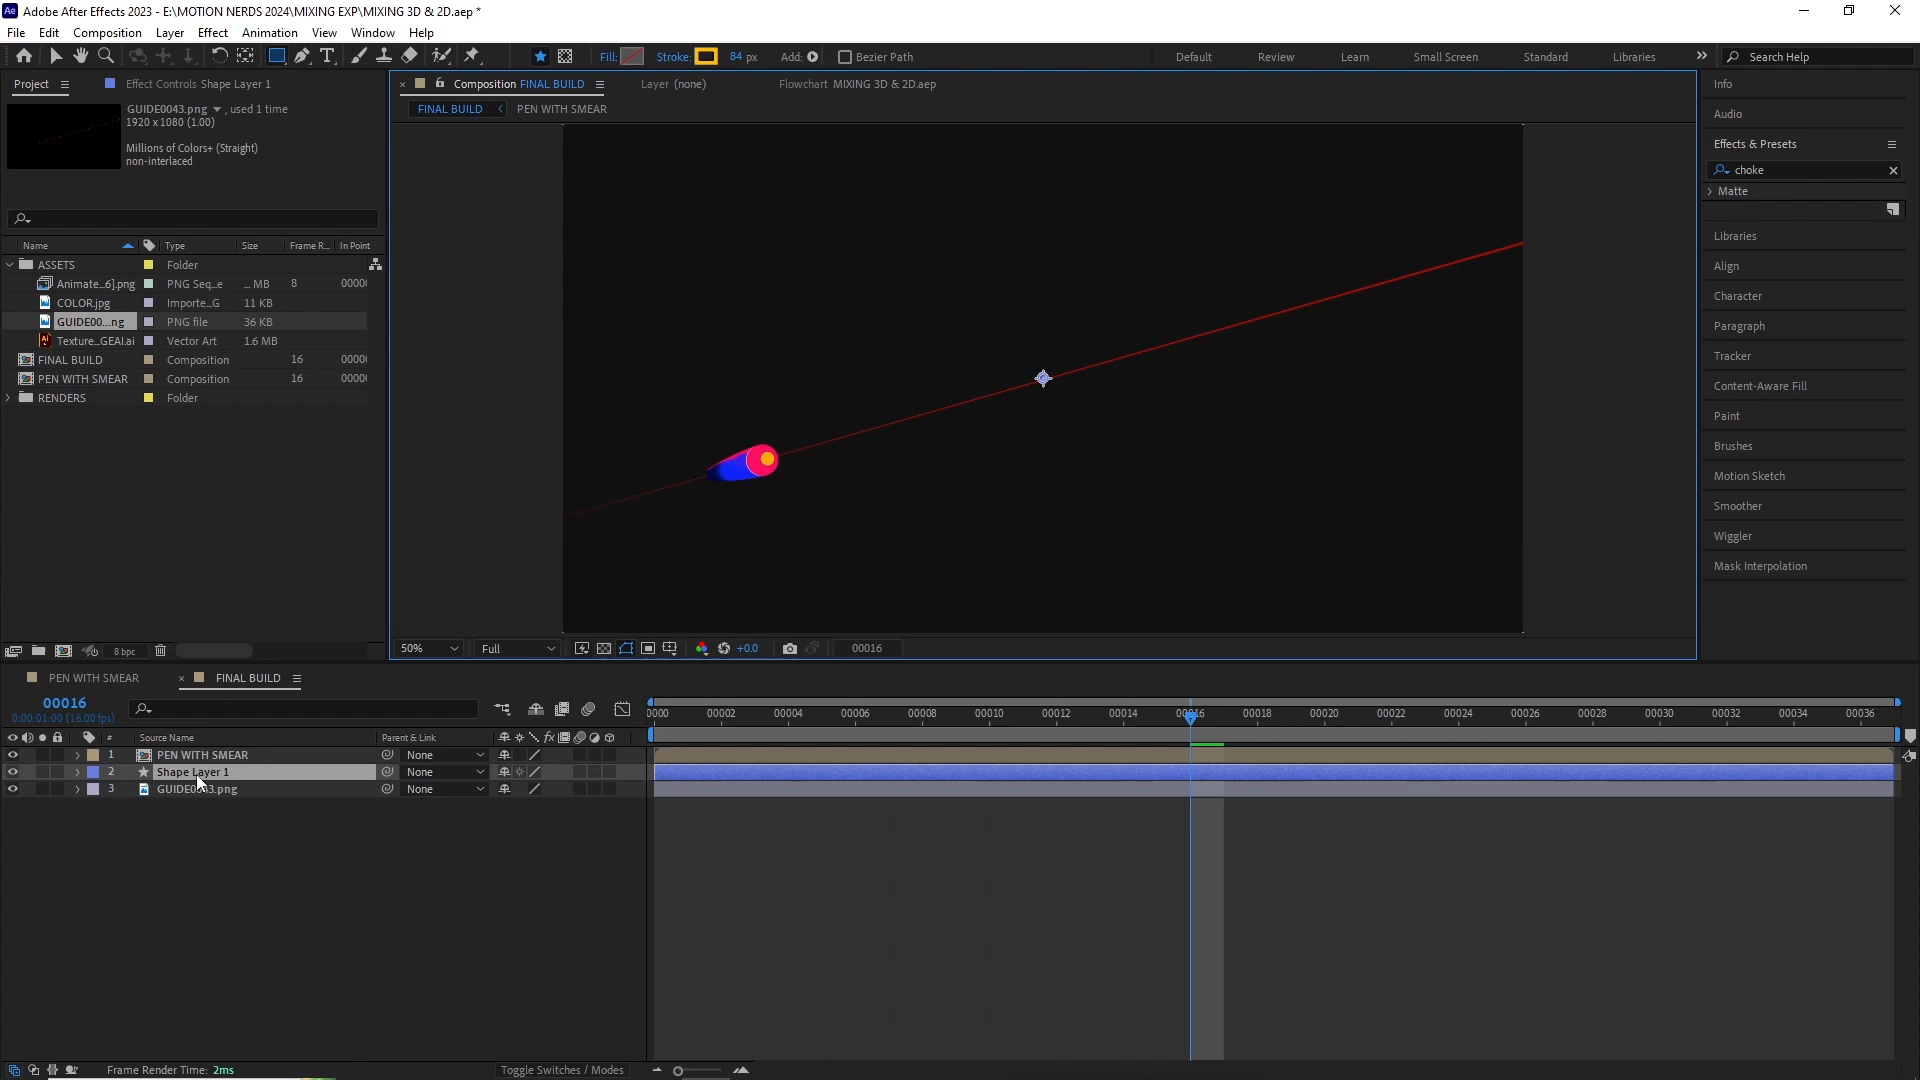 Adobe After Effects 2023 - E:\MOTION NERDS 2024\MIXING EXP\MIXING 3D & 2D.aep *
File Edit Composition Layer Effect Animation View Window Help
Fill: Stroke: 84 px Add: Bezier Path Default Review Learn Small Screen Standard Libraries Search Help
Project Effect Controls Shape Layer 1 Composition FINAL BUILD Layer (none) Flowchart MIXING 3D & 2D.aep
FINAL BUILD PEN WITH SMEAR
GUIDE0043.png , used 1 time
1920 x 1080 (1.00)
Millions of Colors+ (Straight)
non-interlaced
Name Type Size Frame R... In Point
ASSETS Folder
Animate...6].png PNG Seq...e ... MB 8 0000
COLOR.jpg Importe...G 11 KB
GUIDE00...ng PNG file 36 KB
Texture...GEAI.ai Vector Art 1.6 MB
FINAL BUILD Composition 16 0000
PEN WITH SMEAR Composition 16 0000
RENDERS Folder
8 bpc
50% Full +0.0 00016
Info
Audio
Effects & Presets
choke
Matte
Libraries
Align
Character
Paragraph
Tracker
Content-Aware Fill
Paint
Brushes
Motion Sketch
Smoother
Wiggler
Mask Interpolation
PEN WITH SMEAR FINAL BUILD
00016
0:00:01:00 (16.00 fps)
0000 00002 00004 00006 00008 00010 00012 00014 00016 00018 00020 00022 00024 00026 00028 00030 00032 00034 00036
# Source Name Parent & Link
1 PEN WITH SMEAR None
2 Shape Layer 1 None
3 GUIDE0043.png None
Frame Render Time: 2ms Toggle Switches / Modes